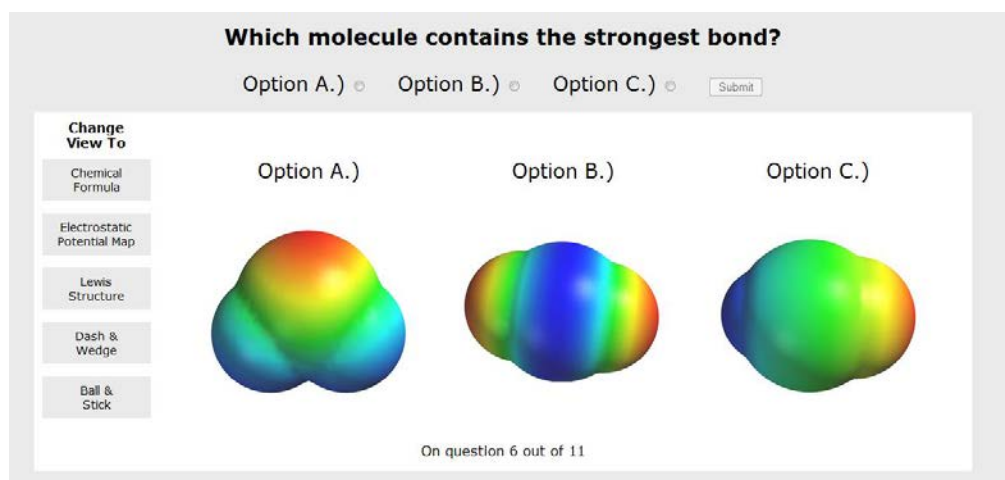 Which molecule contains the strongest bond?
Option A.) Option B.) Option C.) Submit
Change
View To
Chemical
Formula
Electrostatic
Potential Map
Lewis
Structure
Dash &
Wedge
Ball &
Stick
Option A.) Option B.) Option C.)
On question 6 out of 11